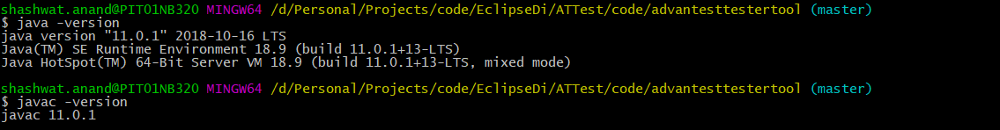 shashwat.anand@PITO1NB320 MINGW64 /d/Personal/Projects/code/EclipseDi/ATTest/code/advantesttestertool (master)
$ java -version
java version "11.0.1" 2018-10-16 LTS
Java(TM) SE Runtime Environment 18.9 (build 11.0.1+13-LTS)
Java HotSpot(TM) 64-Bit Server VM 18.9 (build 11.0.1+13-LTS, mixed mode)
shashwat.anand@PITO1NB320 MINGW64 /d/Personal/Projects/code/EclipseDi/ATTest/code/advantesttestertool (master)
$ javac -version
javac 11.0.1